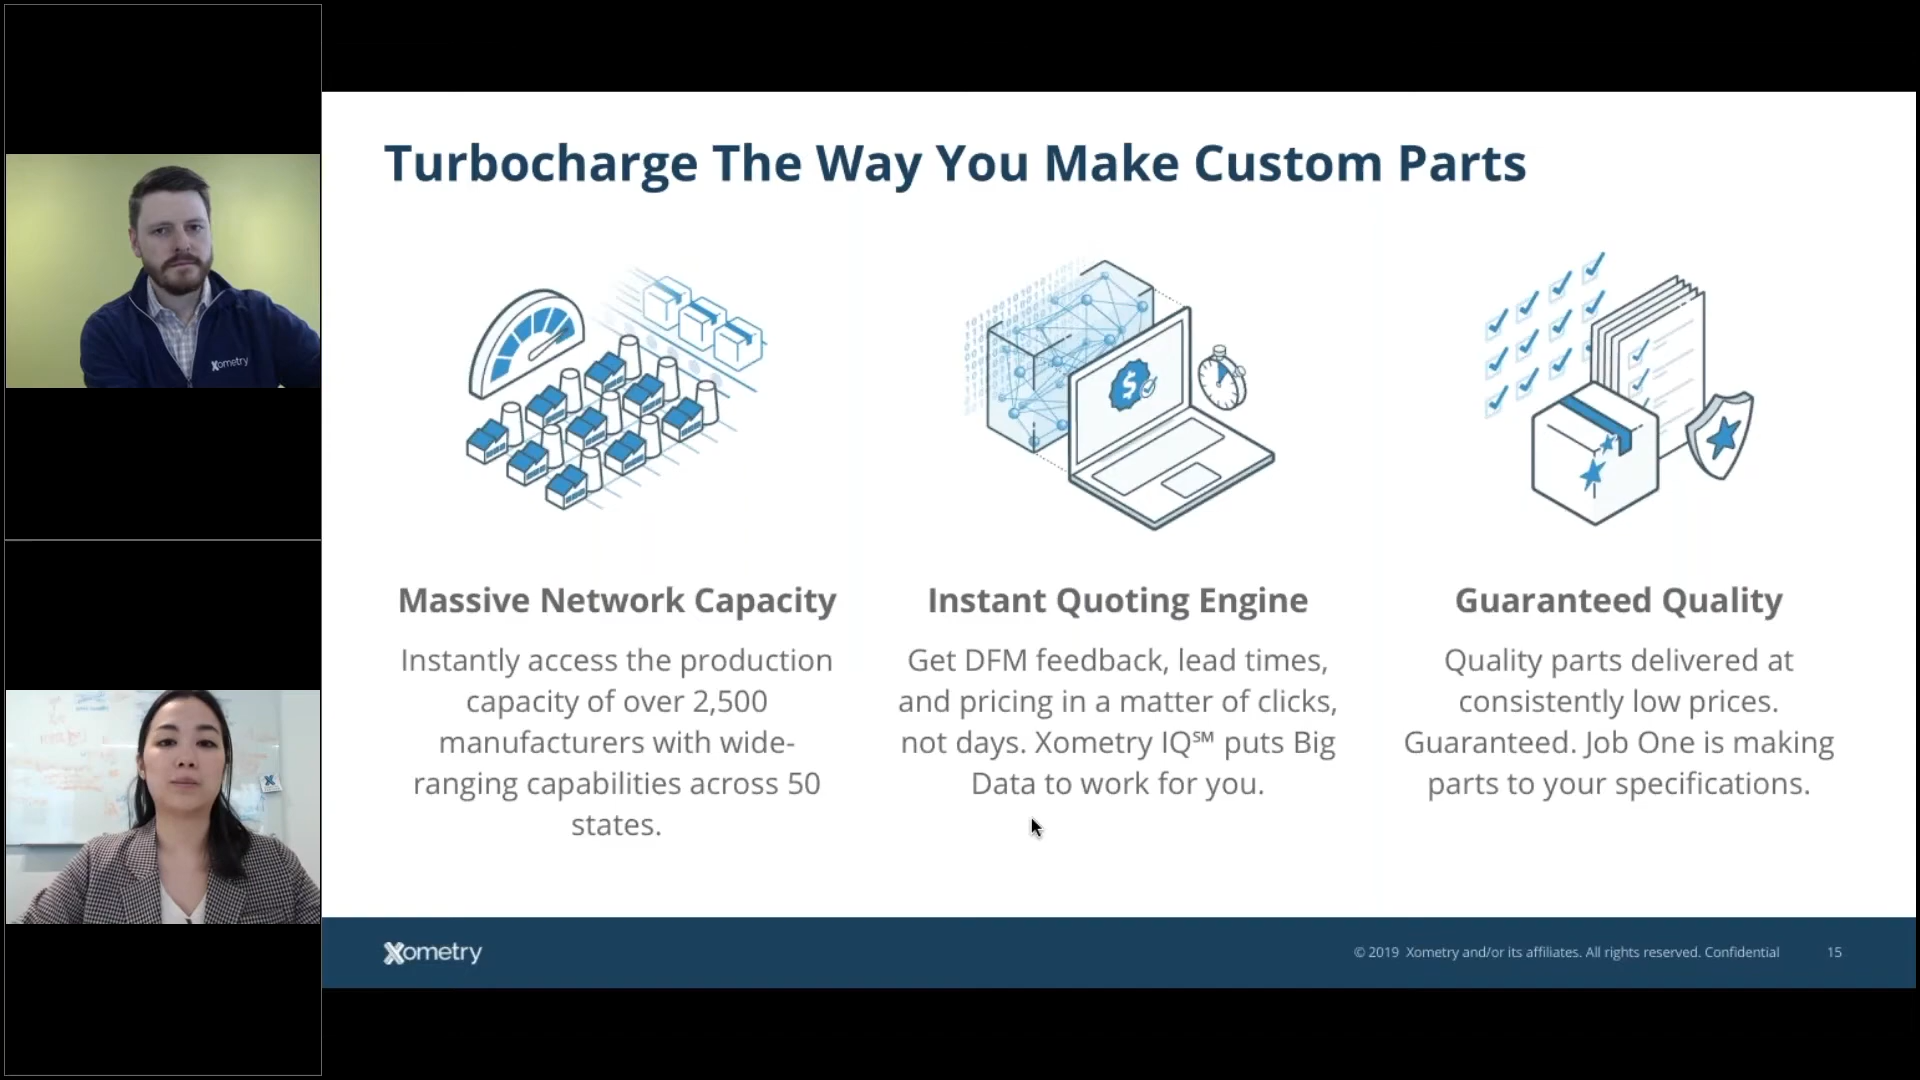 Turbocharge The Way You Make Custom Parts
Massive Network Capacity
Instantly access the production
capacity of over 2,500
manufacturers with wide-
ranging capabilities across 50
states.
Instant Quoting Engine
Get DFM feedback, lead times,
and pricing in a matter of clicks,
not days. Xometry IQ℠ puts Big
Data to work for you.
Guaranteed Quality
Quality parts delivered at
consistently low prices.
Guaranteed. Job One is making
parts to your specifications.
Xometry
© 2019 Xometry and/or its affiliates. All rights reserved. Confidential
15
Xometry